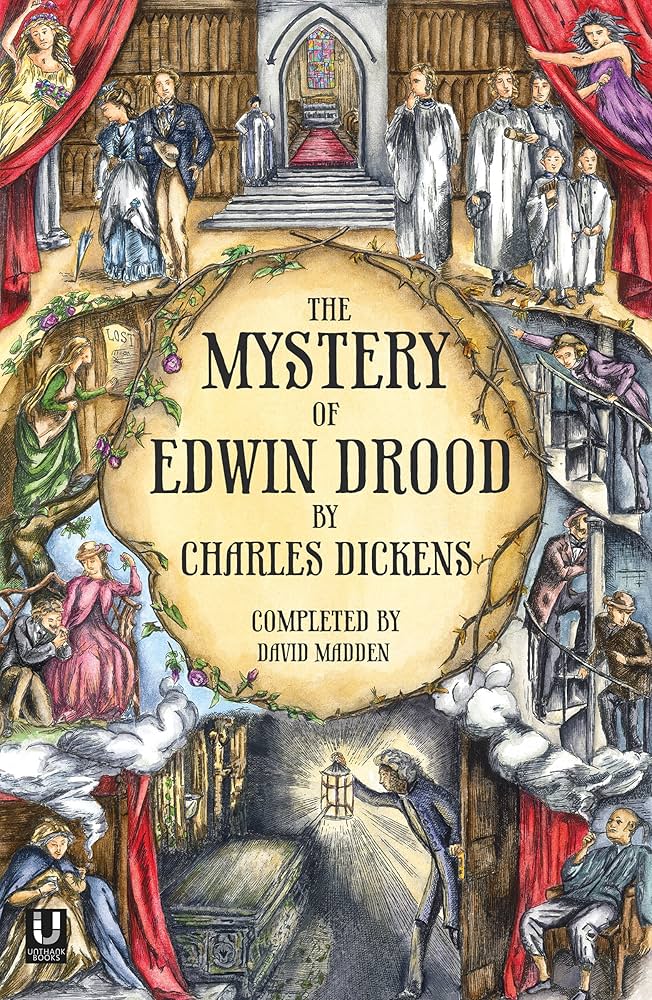 THE
MYSTERY
OF
EDWIN DROOD
BY
CHARLES DICKENS
COMPLETED BY
DAVID MADDEN
LOST
U
UNTHANK
BOOKS